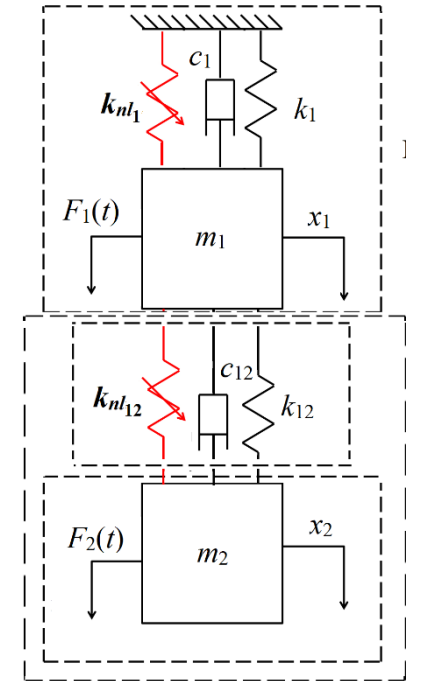 c₁
kₙₗ₁
k₁
F₁(t)
x₁
m₁
c₁₂
kₙₗ₁₂
k₁₂
F₂(t)
x₂
m₂